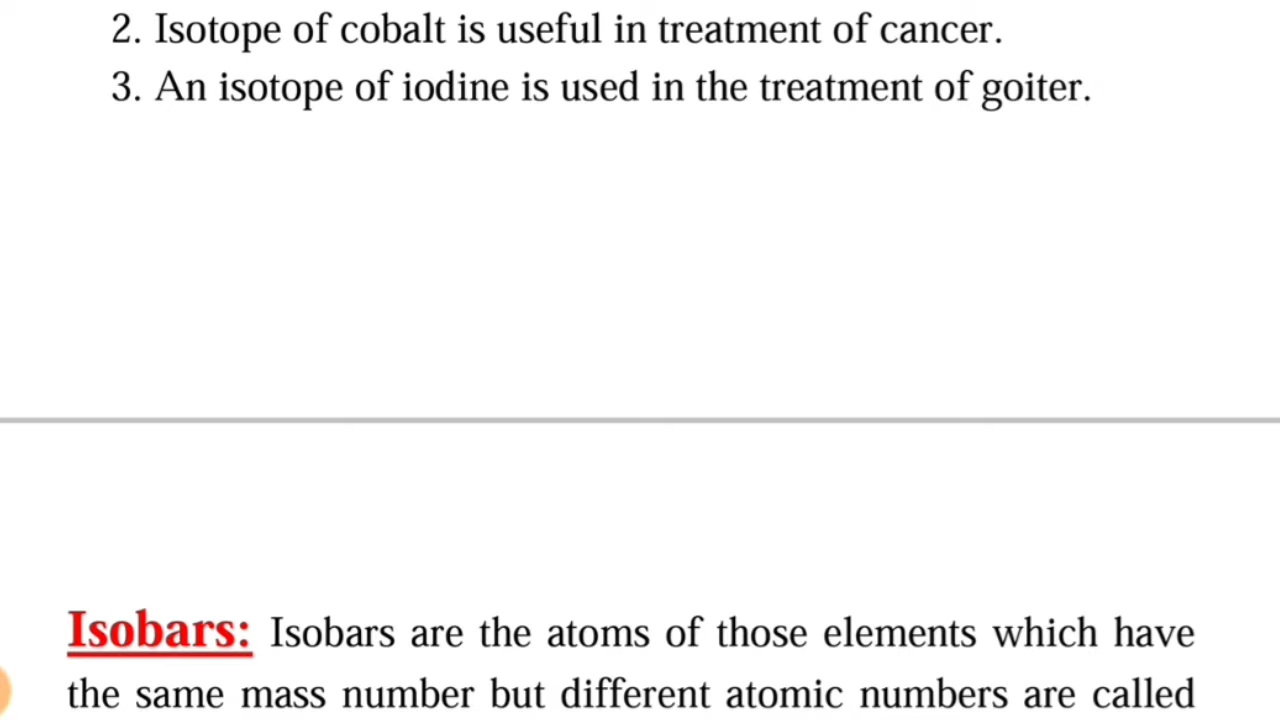 2. Isotope of cobalt is useful in treatment of cancer.
3. An isotope of iodine is used in the treatment of goiter.
Isobars: Isobars are the atoms of those elements which have
the same mass number but different atomic numbers are called